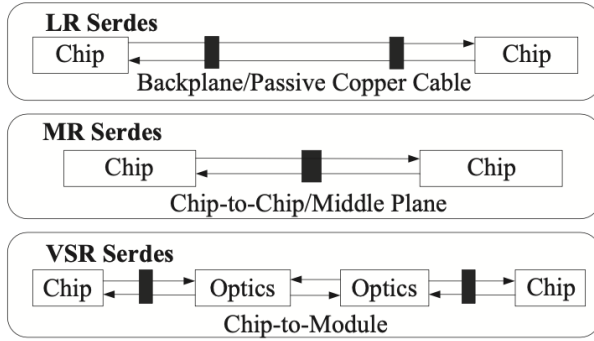 LR Serdes
Chip Chip
Backplane/Passive Copper Cable
MR Serdes
Chip Chip
Chip-to-Chip/Middle Plane
VSR Serdes
Chip Optics Optics Chip
Chip-to-Module